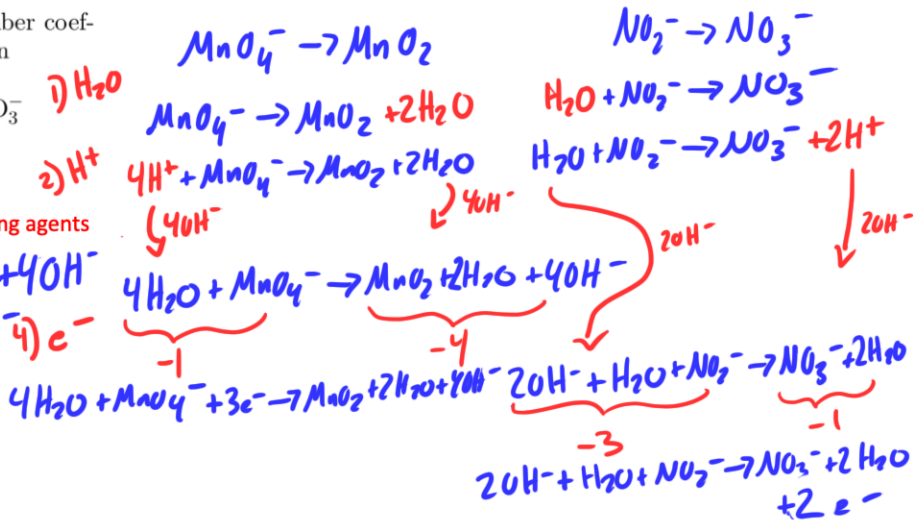 ber coef-
n
O₃⁻
MnO₄⁻ → MnO₂
1) H₂O
MnO₄⁻ → MnO₂ +2H₂O
2) H⁺
4H⁺ + MnO₄⁻ → MnO₂ + 2H₂O
4OH⁻
4OH⁻
ng agents
+4OH⁻
4H₂O + MnO₄⁻ → MnO₂ + 2H₂O + 4OH⁻
-1
-4
4) e⁻
4H₂O + MnO₄⁻ + 3e⁻ → MnO₂ + 2H₂O + 4OH⁻
NO₂⁻ → NO₃⁻
H₂O + NO₂⁻ → NO₃⁻
H₂O + NO₂⁻ → NO₃⁻ + 2H⁺
2OH⁻
2OH⁻
2OH⁻ + H₂O + NO₂⁻ → NO₃⁻ + 2H₂O
-3
-1
2OH⁻ + H₂O + NO₂⁻ → NO₃⁻ + 2H₂O
+2 e⁻